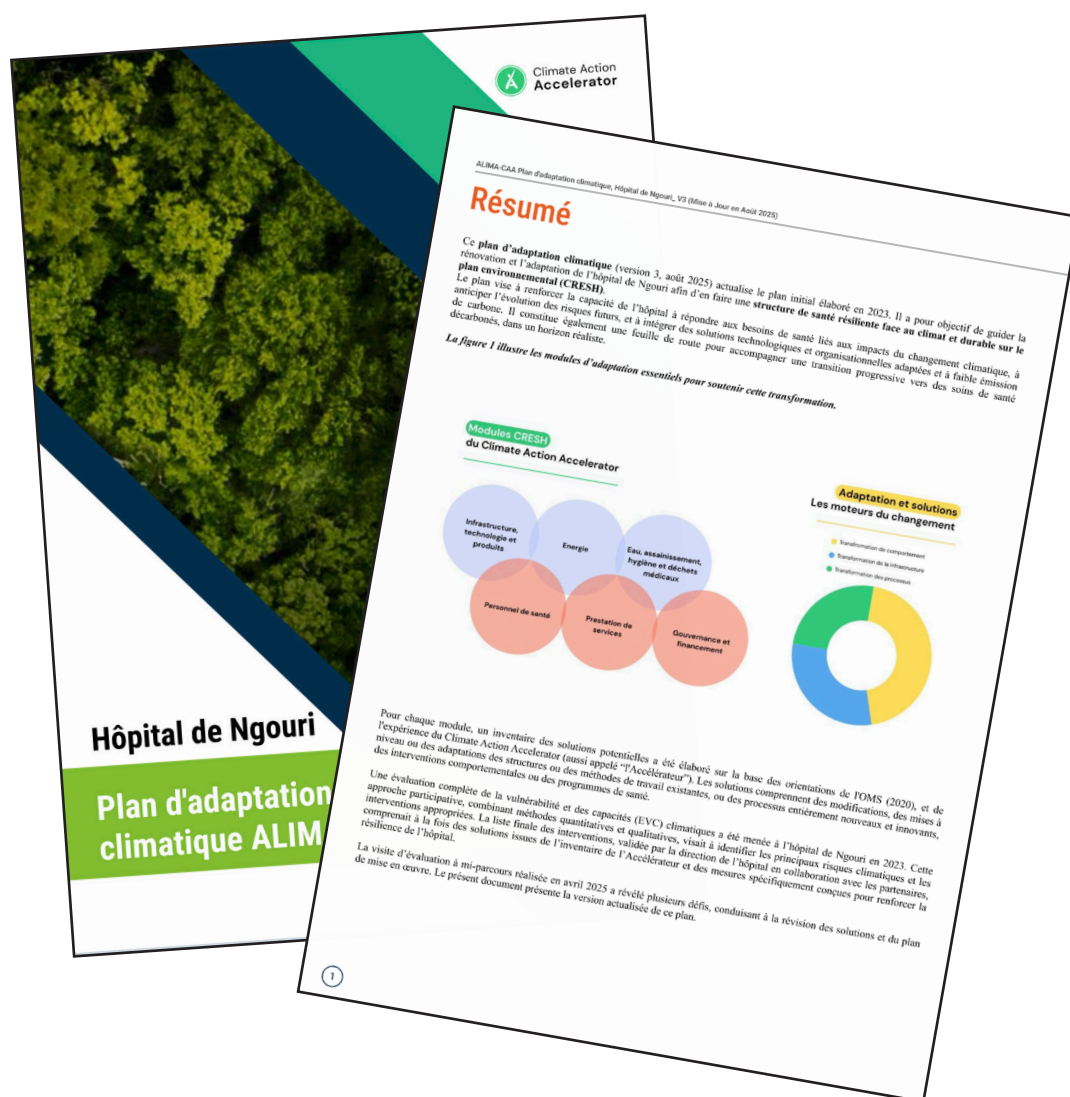 Climate Action
Accelerator
Hôpital de Ngouri
Plan d'adaptation
climatique ALIM
ALIMA-CAA Plan d'adaptation climatique, Hôpital de Ngouri_ V3 (Mise à Jour en Août 2025)
Résumé
Ce plan d'adaptation climatique (version 3, août 2025) actualise le plan initial élaboré en 2023. Il a pour objectif de guider la
rénovation et l'adaptation de l'hôpital de Ngouri afin d'en faire une structure de santé résiliente face au climat et durable sur le
plan environnemental (CRESH).
Le plan vise à renforcer la capacité de l'hôpital à répondre aux besoins de santé liés aux impacts du changement climatique, à
anticiper l'évolution des risques futurs, et à intégrer des solutions technologiques et organisationnelles adaptées et à faible émission
de carbone. Il constitue également une feuille de route pour accompagner une transition progressive vers des soins de santé
décarbonés, dans un horizon réaliste.
La figure 1 illustre les modules d'adaptation essentiels pour soutenir cette transformation.
Modules CRESH
du Climate Action Accelerator
Infrastructure,
technologie et
produits
Energie
Eau, assainissement,
hygiène et déchets
médicaux
Personnel de santé
Prestation de
services
Gouvernance et
financement
Adaptation et solutions
Les moteurs du changement
Transfromation de comportement
Transformation de la infrastructure
Transformation des processus
Pour chaque module, un inventaire des solutions potentielles a été élaboré sur la base des orientations de l'OMS (2020), et de
l'expérience du Climate Action Accelerator (aussi appelé "l'Accélérateur"). Les solutions comprennent des modifications, des mises à
niveau ou des adaptations des structures ou des méthodes de travail existantes, ou des processus entièrement nouveaux et innovants,
des interventions comportementales ou des programmes de santé.
Une évaluation complète de la vulnérabilité et des capacités (EVC) climatiques a été menée à l'hôpital de Ngouri en 2023. Cette
approche participative, combinant méthodes quantitatives et qualitatives, visait à identifier les principaux risques climatiques et les
interventions appropriées. La liste finale des interventions, validée par la direction de l'hôpital en collaboration avec les partenaires,
comprenait à la fois des solutions issues de l'inventaire de l'Accélérateur et des mesures spécifiquement conçues pour renforcer la
résilience de l'hôpital.
La visite d'évaluation à mi-parcours réalisée en avril 2025 a révélé plusieurs défis, conduisant à la révision des solutions et du plan
de mise en œuvre. Le présent document présente la version actualisée de ce plan.
1